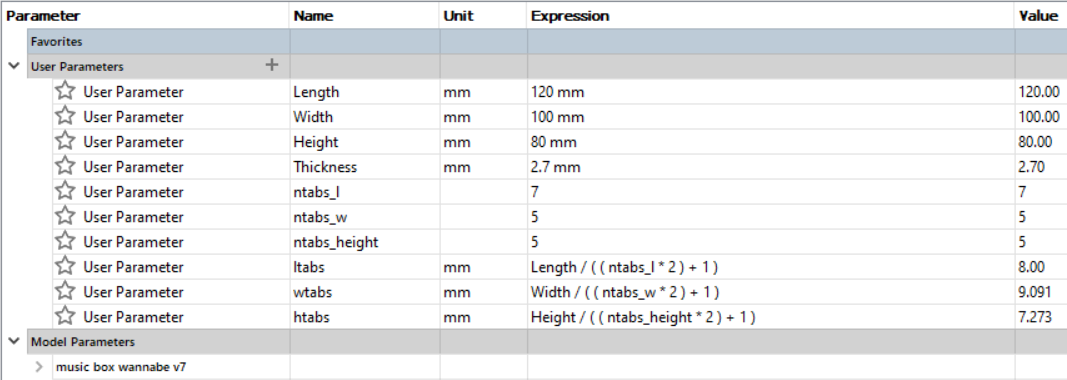 Parameter Name Unit Expression Value
Favorites
User Parameters +
User Parameter Length mm 120 mm 120.00
User Parameter Width mm 100 mm 100.00
User Parameter Height mm 80 mm 80.00
User Parameter Thickness mm 2.7 mm 2.70
User Parameter ntabs_l 7 7
User Parameter ntabs_w 5 5
User Parameter ntabs_height 5 5
User Parameter ltabs mm Length / ( ( ntabs_l * 2 ) + 1 ) 8.00
User Parameter wtabs mm Width / ( ( ntabs_w * 2 ) + 1 ) 9.091
User Parameter htabs mm Height / ( ( ntabs_height * 2 ) + 1 ) 7.273
Model Parameters
music box wannabe v7